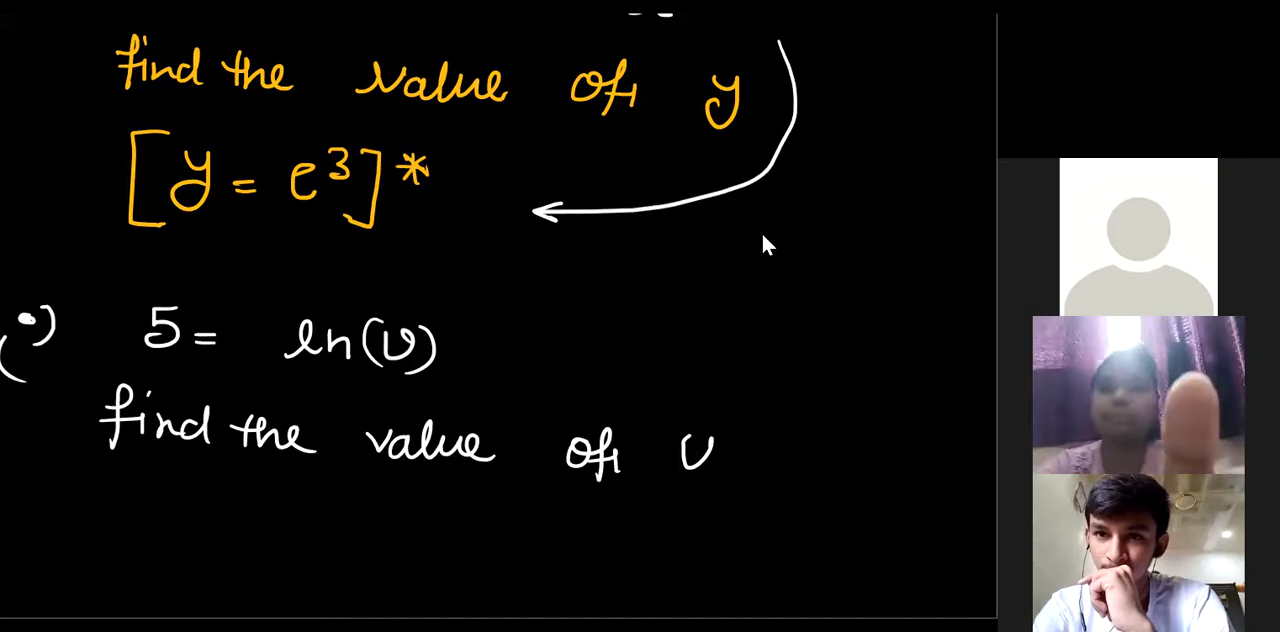 find the value of y
[y = e³]*
5 = ln(v)
find the value of v